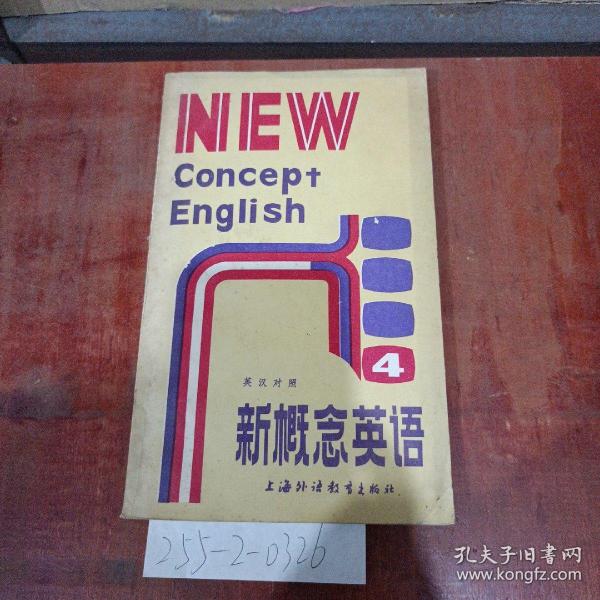 NEW
Concept
English
4
英汉对照
新概念英语
上海外语教育出版社
255-2-0326
孔夫子旧书网
www.kongfz.com